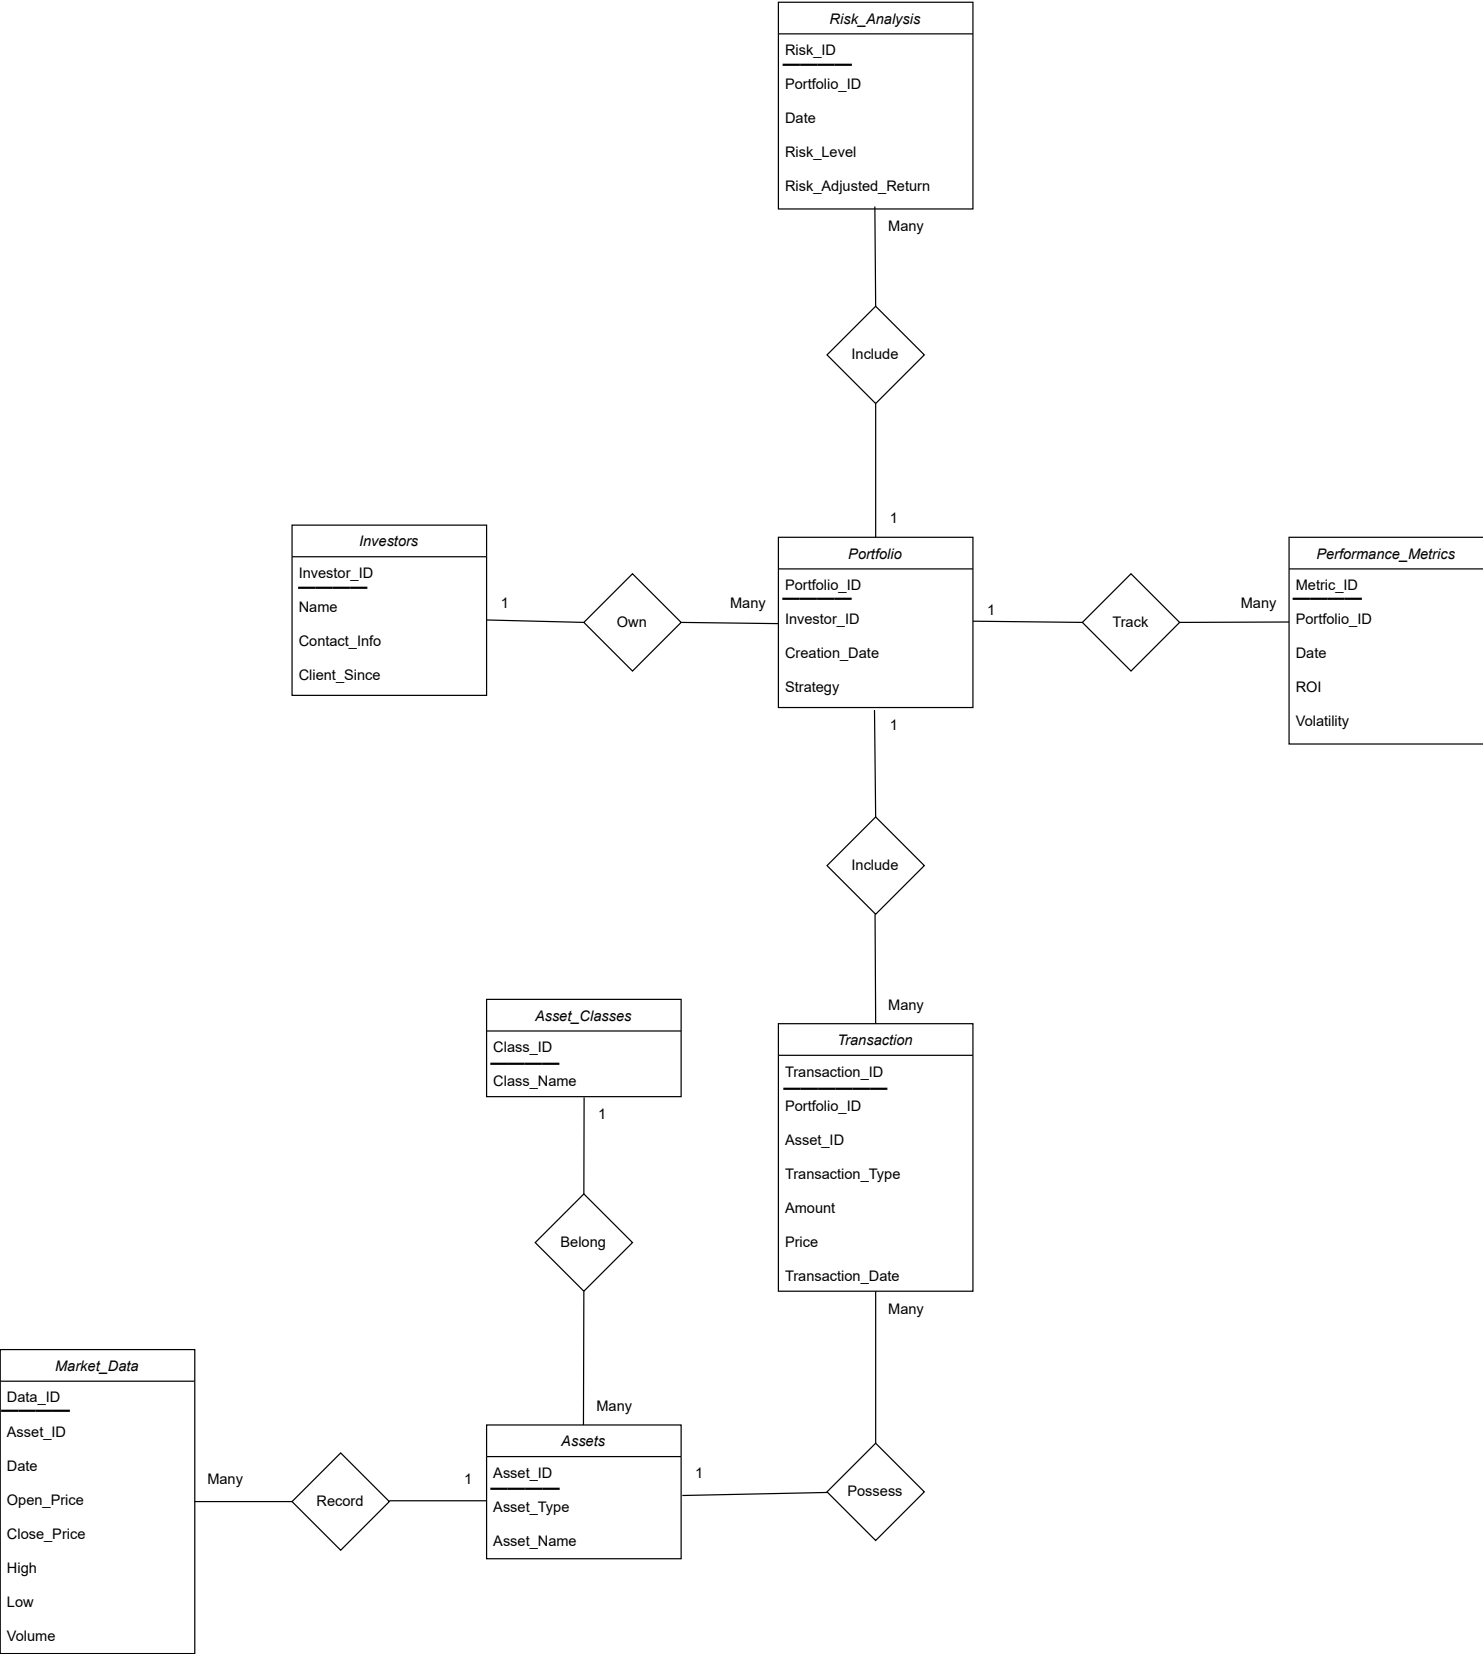 Risk_Analysis
Risk_ID
Portfolio_ID
Date
Risk_Level
Risk_Adjusted_Return
Many
Include
1
Investors
Investor_ID
Name
Contact_Info
Client_Since
1
Own
Many
Portfolio
Portfolio_ID
Investor_ID
Creation_Date
Strategy
1
Track
Many
Performance_Metrics
Metric_ID
Portfolio_ID
Date
ROI
Volatility
1
Include
Many
Asset_Classes
Class_ID
Class_Name
1
Belong
Many
Transaction
Transaction_ID
Portfolio_ID
Asset_ID
Transaction_Type
Amount
Price
Transaction_Date
Many
Market_Data
Data_ID
Asset_ID
Date
Open_Price
Close_Price
High
Low
Volume
Many
Record
1
Assets
Asset_ID
Asset_Type
Asset_Name
1
Possess